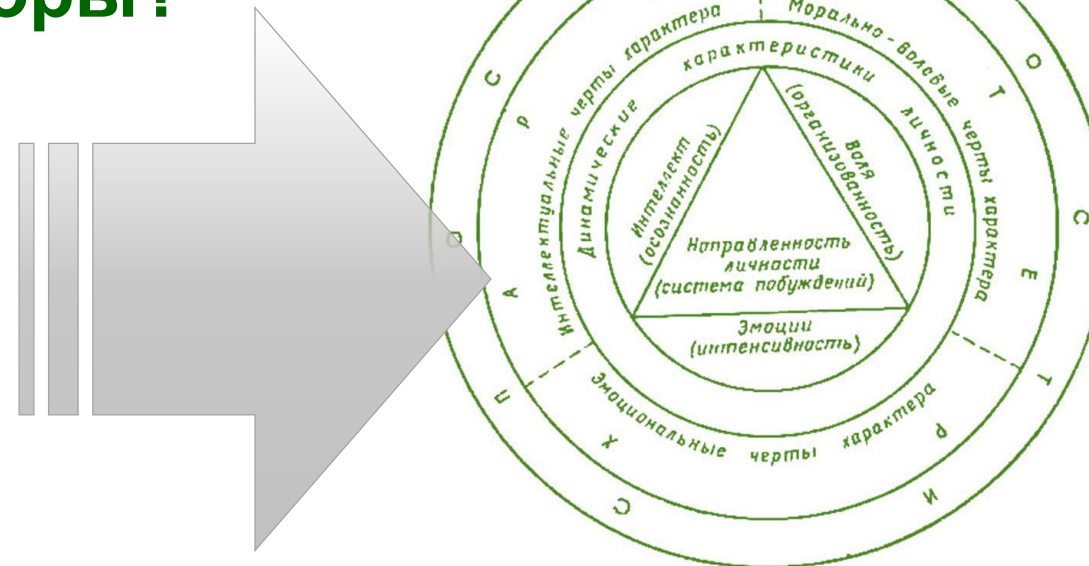 Морально-волевые черты характера
Интеллектуальные черты характера
Динамические характеристики личности
Интеллект
(осознанность)
Воля
(организованность)
Направленность
личности
(система побуждений)
Эмоции
(интенсивность)
Эмоциональные черты характера